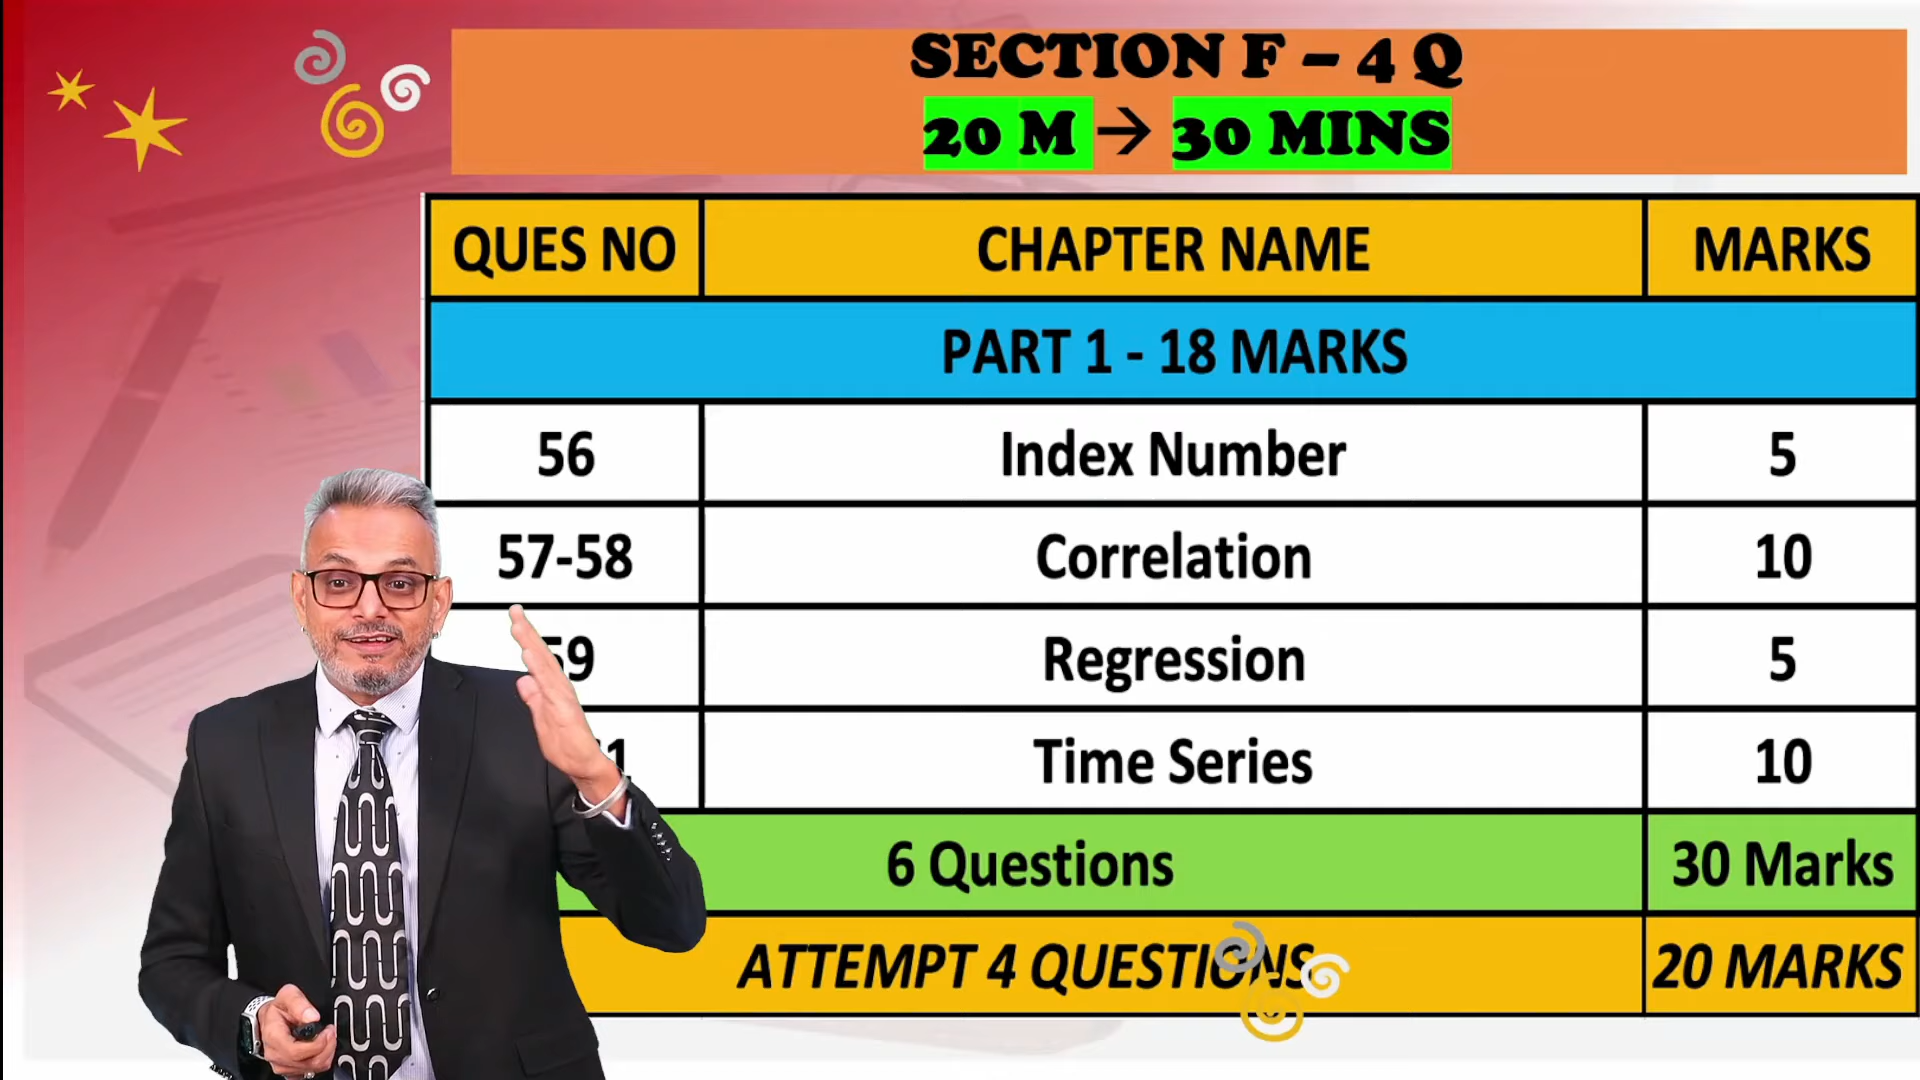 SECTION F – 4 Q
20 M → 30 MINS
QUES NO CHAPTER NAME MARKS
PART 1 - 18 MARKS
56 Index Number 5
57-58 Correlation 10
59 Regression 5
Time Series 10
6 Questions 30 Marks
ATTEMPT 4 QUESTIONS 20 MARKS